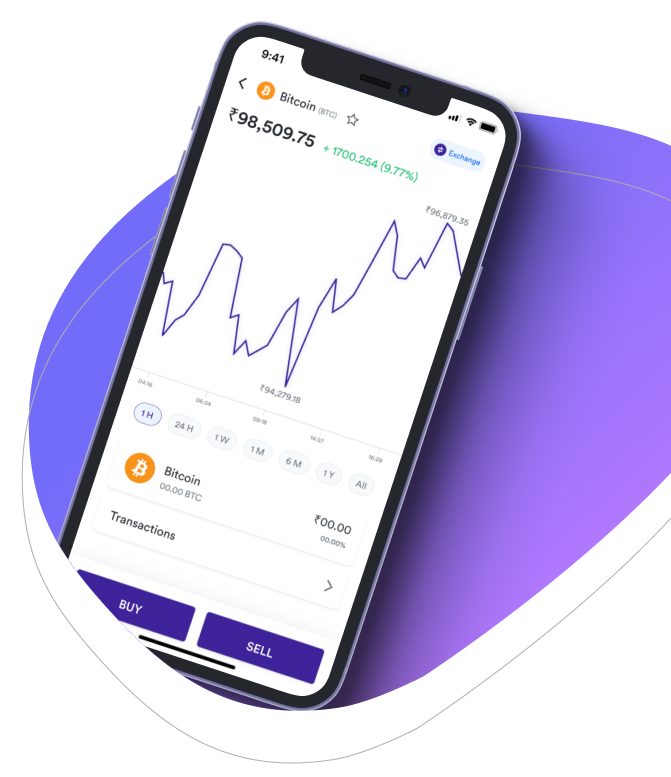 9:41
Bitcoin (BTC)
₹98,509.75 + 1700.254 (9.77%)
Exchange
₹96,879.35
₹94,279.18
04:16 06:54 09:16 14:57 16:29
1 H 24 H 1 W 1 M 6 M 1 Y All
Bitcoin
00.00 BTC
₹00.00
00.00%
Transactions
BUY SELL